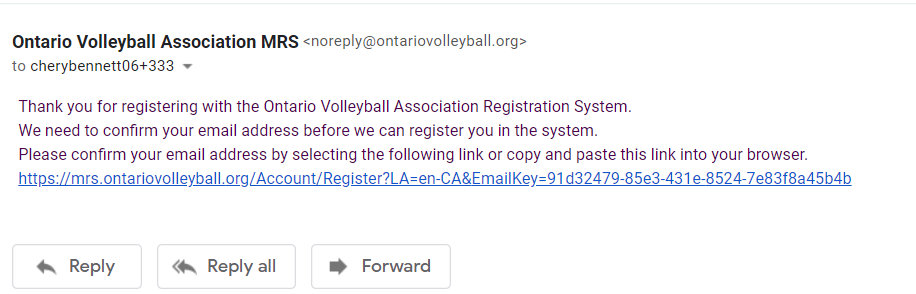 Ontario Volleyball Association MRS <noreply@ontariovolleyball.org>
to cherybennett06+333
Thank you for registering with the Ontario Volleyball Association Registration System.
We need to confirm your email address before we can register you in the system.
Please confirm your email address by selecting the following link or copy and paste this link into your browser.
https://mrs.ontariovolleyball.org/Account/Register?LA=en-CA&EmailKey=91d32479-85e3-431e-8524-7e83f8a45b4b
Reply Reply all Forward